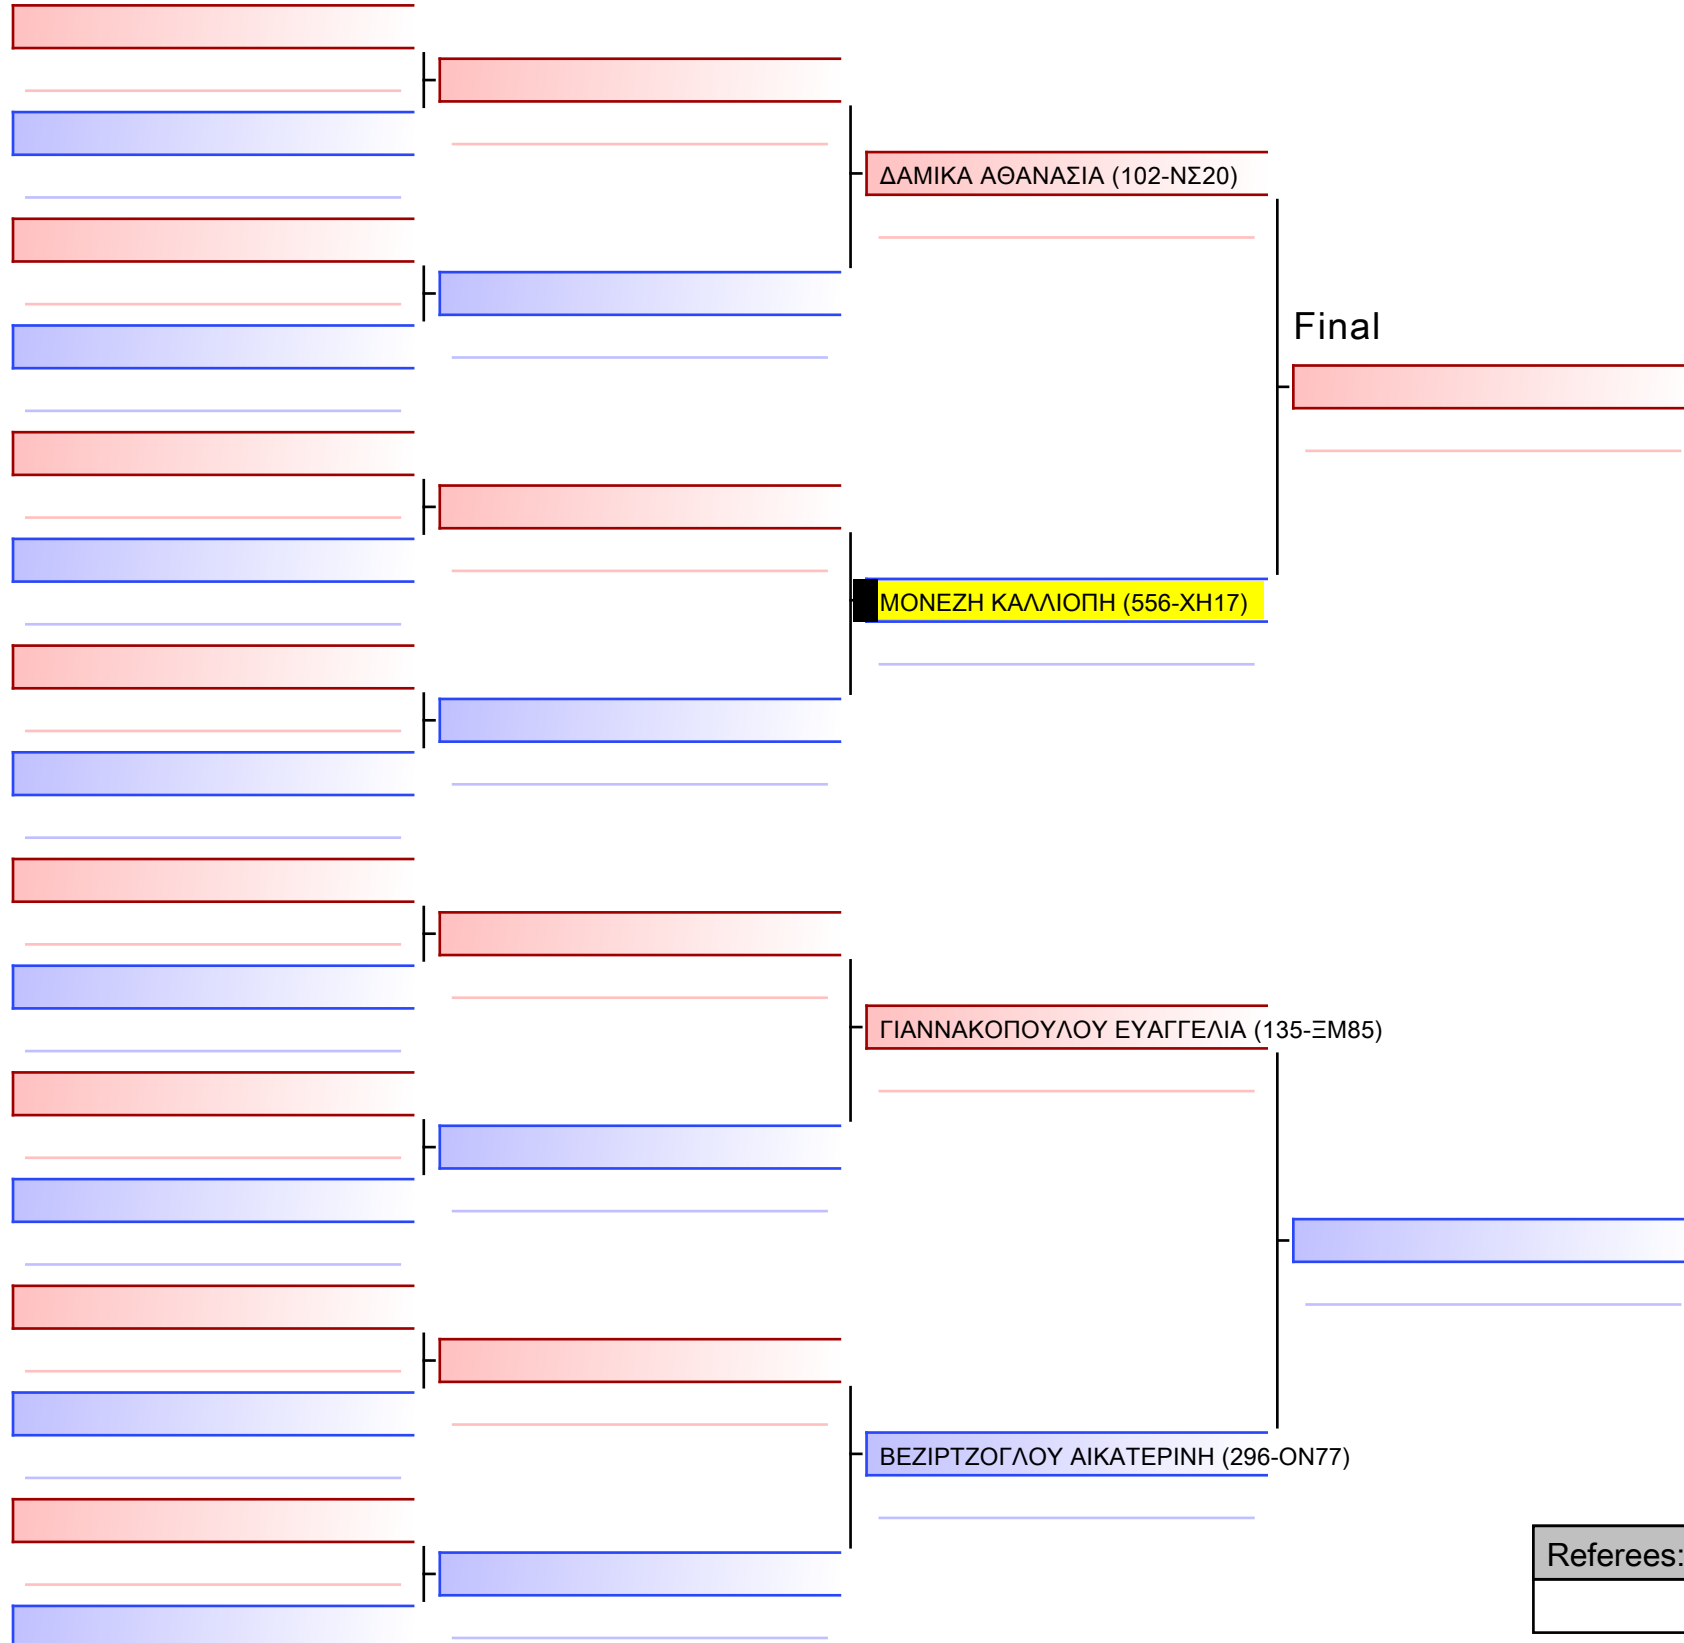 ΔΑΜΙΚΑ ΑΘΑΝΑΣΙΑ (102-ΝΣ20)
Final
ΜΟΝΕΖΗ ΚΑΛΛΙΟΠΗ (556-ΧΗ17)
ΓΙΑΝΝΑΚΟΠΟΥΛΟΥ ΕΥΑΓΓΕΛΙΑ (135-ΞΜ85)
ΒΕΖΙΡΤΖΟΓΛΟΥ ΑΙΚΑΤΕΡΙΝΗ (296-ΟΝ77)
Referees: